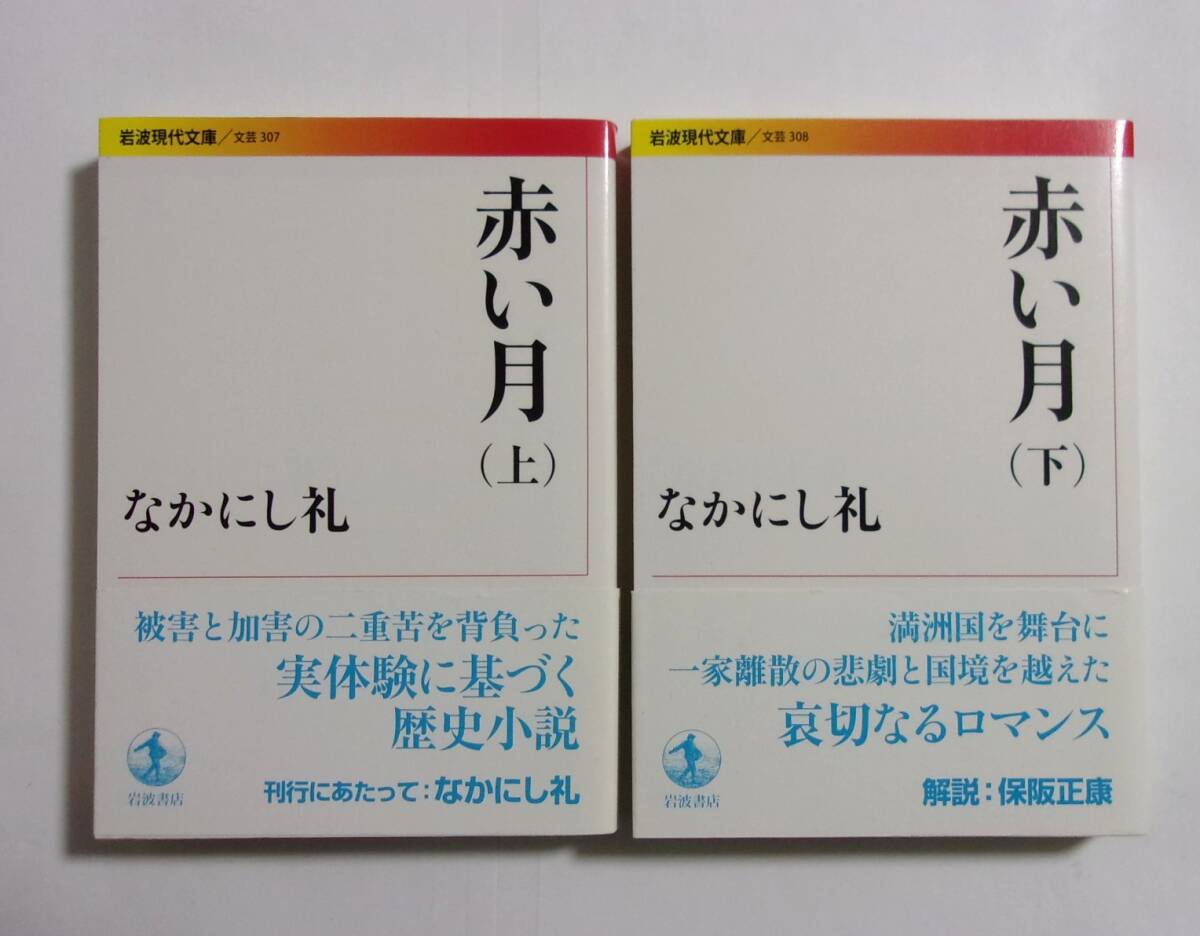 岩波現代文庫/文芸 307
赤い月
(上)
なかにし礼
被害と加害の二重苦を背負った
実体験に基づく
歴史小説
岩波書店
刊行にあたって:なかにし礼
岩波現代文庫/文芸 308
赤い月
(下)
なかにし礼
満洲国を舞台に
一家離散の悲劇と国境を越えた
哀切なるロマンス
岩波書店
解説:保阪正康